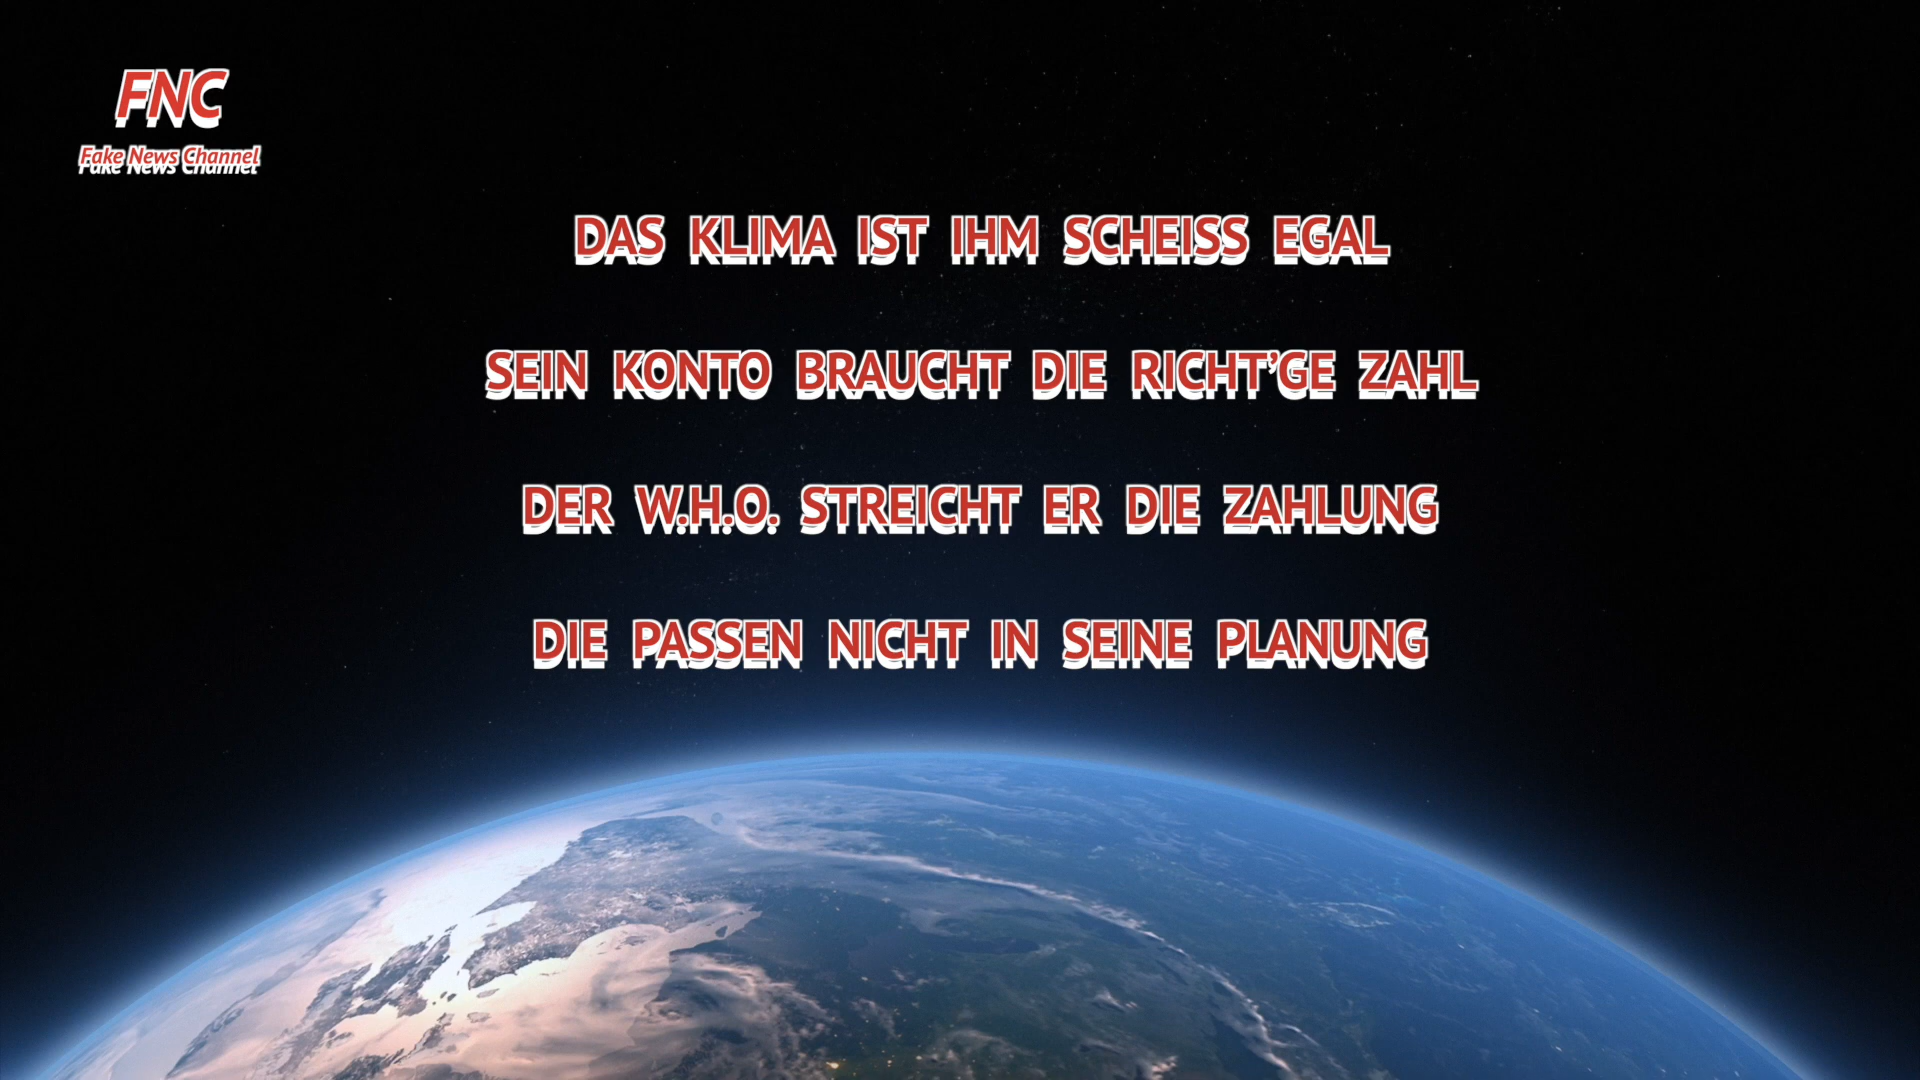 FNC
Fake News Channel
DAS KLIMA IST IHM SCHEISS EGAL
SEIN KONTO BRAUCHT DIE RICHT'GE ZAHL
DER W.H.O. STREICHT ER DIE ZAHLUNG
DIE PASSEN NICHT IN SEINE PLANUNG